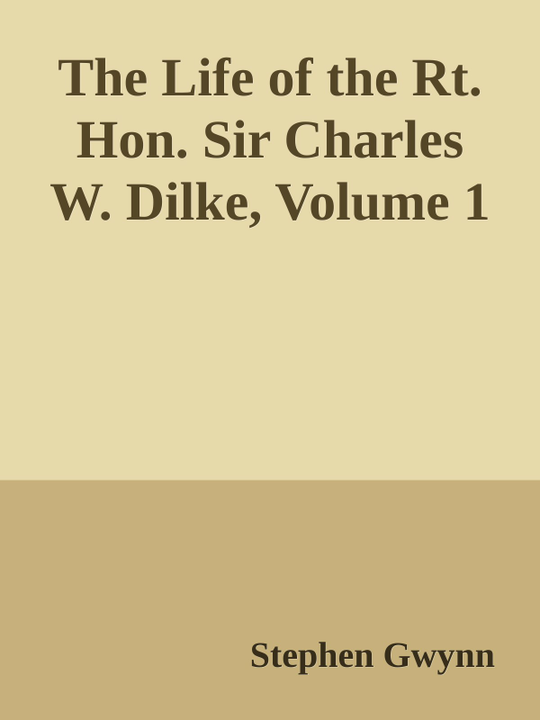 The Life of the Rt.
Hon. Sir Charles
W. Dilke, Volume 1
Stephen Gwynn